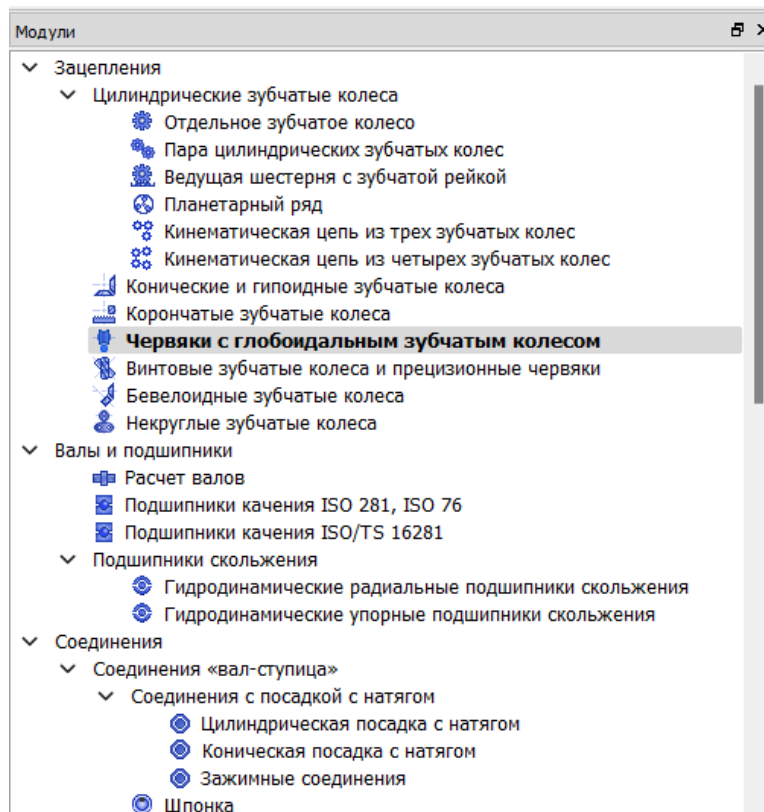 Модули
Зацепления
Цилиндрические зубчатые колеса
Отдельное зубчатое колесо
Пара цилиндрических зубчатых колес
Ведущая шестерня с зубчатой рейкой
Планетарный ряд
Кинематическая цепь из трех зубчатых колес
Кинематическая цепь из четырех зубчатых колес
Конические и гипоидные зубчатые колеса
Корончатые зубчатые колеса
Червяки с глобоидальным зубчатым колесом
Винтовые зубчатые колеса и прецизионные червяки
Бевелоидные зубчатые колеса
Некруглые зубчатые колеса
Валы и подшипники
Расчет валов
Подшипники качения ISO 281, ISO 76
Подшипники качения ISO/TS 16281
Подшипники скольжения
Гидродинамические радиальные подшипники скольжения
Гидродинамические упорные подшипники скольжения
Соединения
Соединения «вал-ступица»
Соединения с посадкой с натягом
Цилиндрическая посадка с натягом
Коническая посадка с натягом
Зажимные соединения
Шпонка